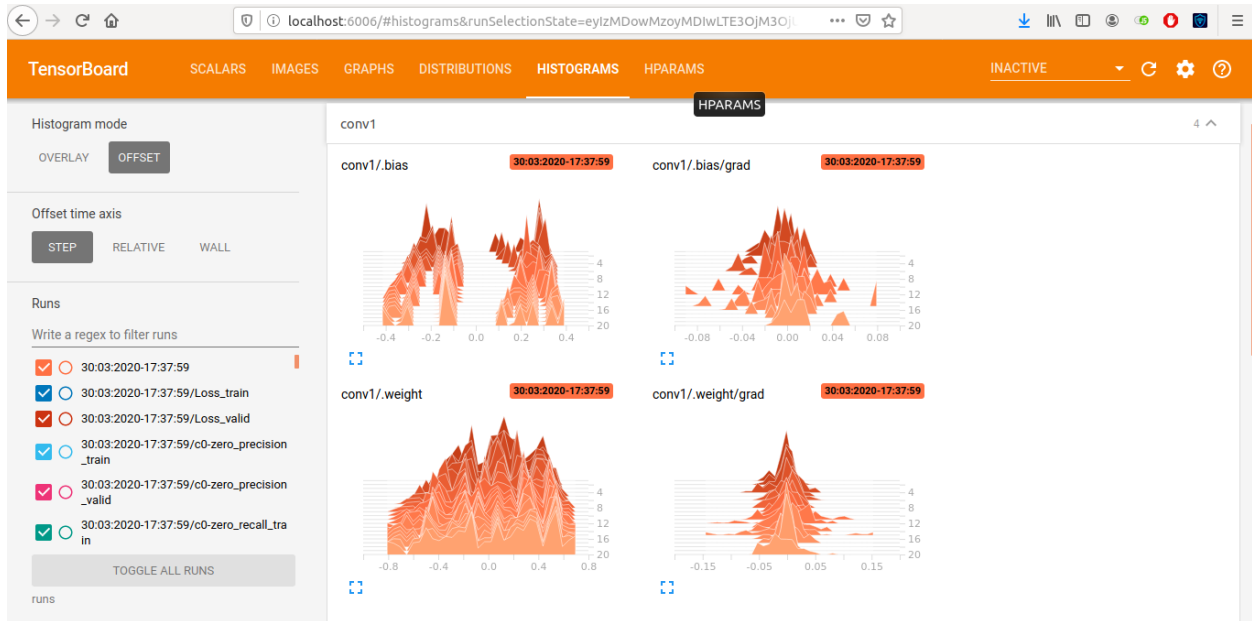 localhost:6006/#histograms&runSelectionState=eyIzMDowMzoyMDIwLTE3OjM3Oj
TensorBoard SCALARS IMAGES GRAPHS DISTRIBUTIONS HISTOGRAMS HPARAMS INACTIVE
HPARAMS
Histogram mode
OVERLAY OFFSET
Offset time axis
STEP RELATIVE WALL
Runs
Write a regex to filter runs
30:03:2020-17:37:59
30:03:2020-17:37:59/Loss_train
30:03:2020-17:37:59/Loss_valid
30:03:2020-17:37:59/c0-zero_precision
_train
30:03:2020-17:37:59/c0-zero_precision
_valid
30:03:2020-17:37:59/c0-zero_recall_tra
in
TOGGLE ALL RUNS
runs
conv1 4
conv1/.bias 30:03:2020-17:37:59
4
8
12
16
20
-0.4 -0.2 0.0 0.2 0.4
conv1/.bias/grad 30:03:2020-17:37:59
4
8
12
16
20
-0.08 -0.04 0.00 0.04 0.08
conv1/.weight 30:03:2020-17:37:59
4
8
12
16
20
-0.8 -0.4 0.0 0.4 0.8
conv1/.weight/grad 30:03:2020-17:37:59
4
8
12
16
20
-0.15 -0.05 0.05 0.15